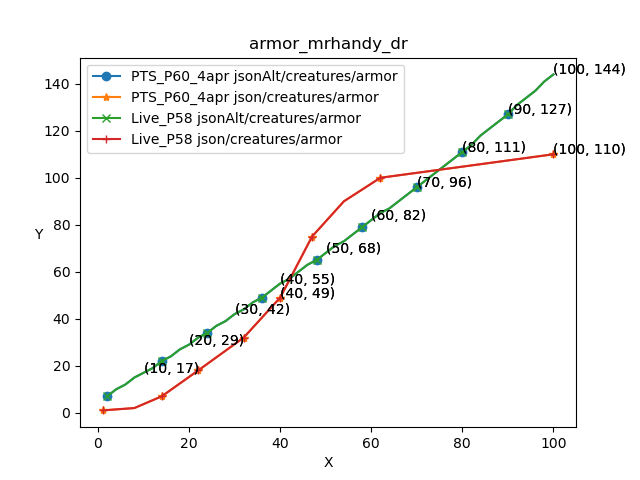 armor_mrhandy_dr
PTS_P60_4apr jsonAlt/creatures/armor
PTS_P60_4apr json/creatures/armor
Live_P58 jsonAlt/creatures/armor
Live_P58 json/creatures/armor
(100, 144)
(90, 127)
(80, 111)
(100, 110)
(70, 96)
(60, 82)
(50, 68)
(40, 55)
(40, 49)
(30, 42)
(20, 29)
(10, 17)
140
120
100
80
60
40
20
0
Y
0 20 40 60 80 100
X